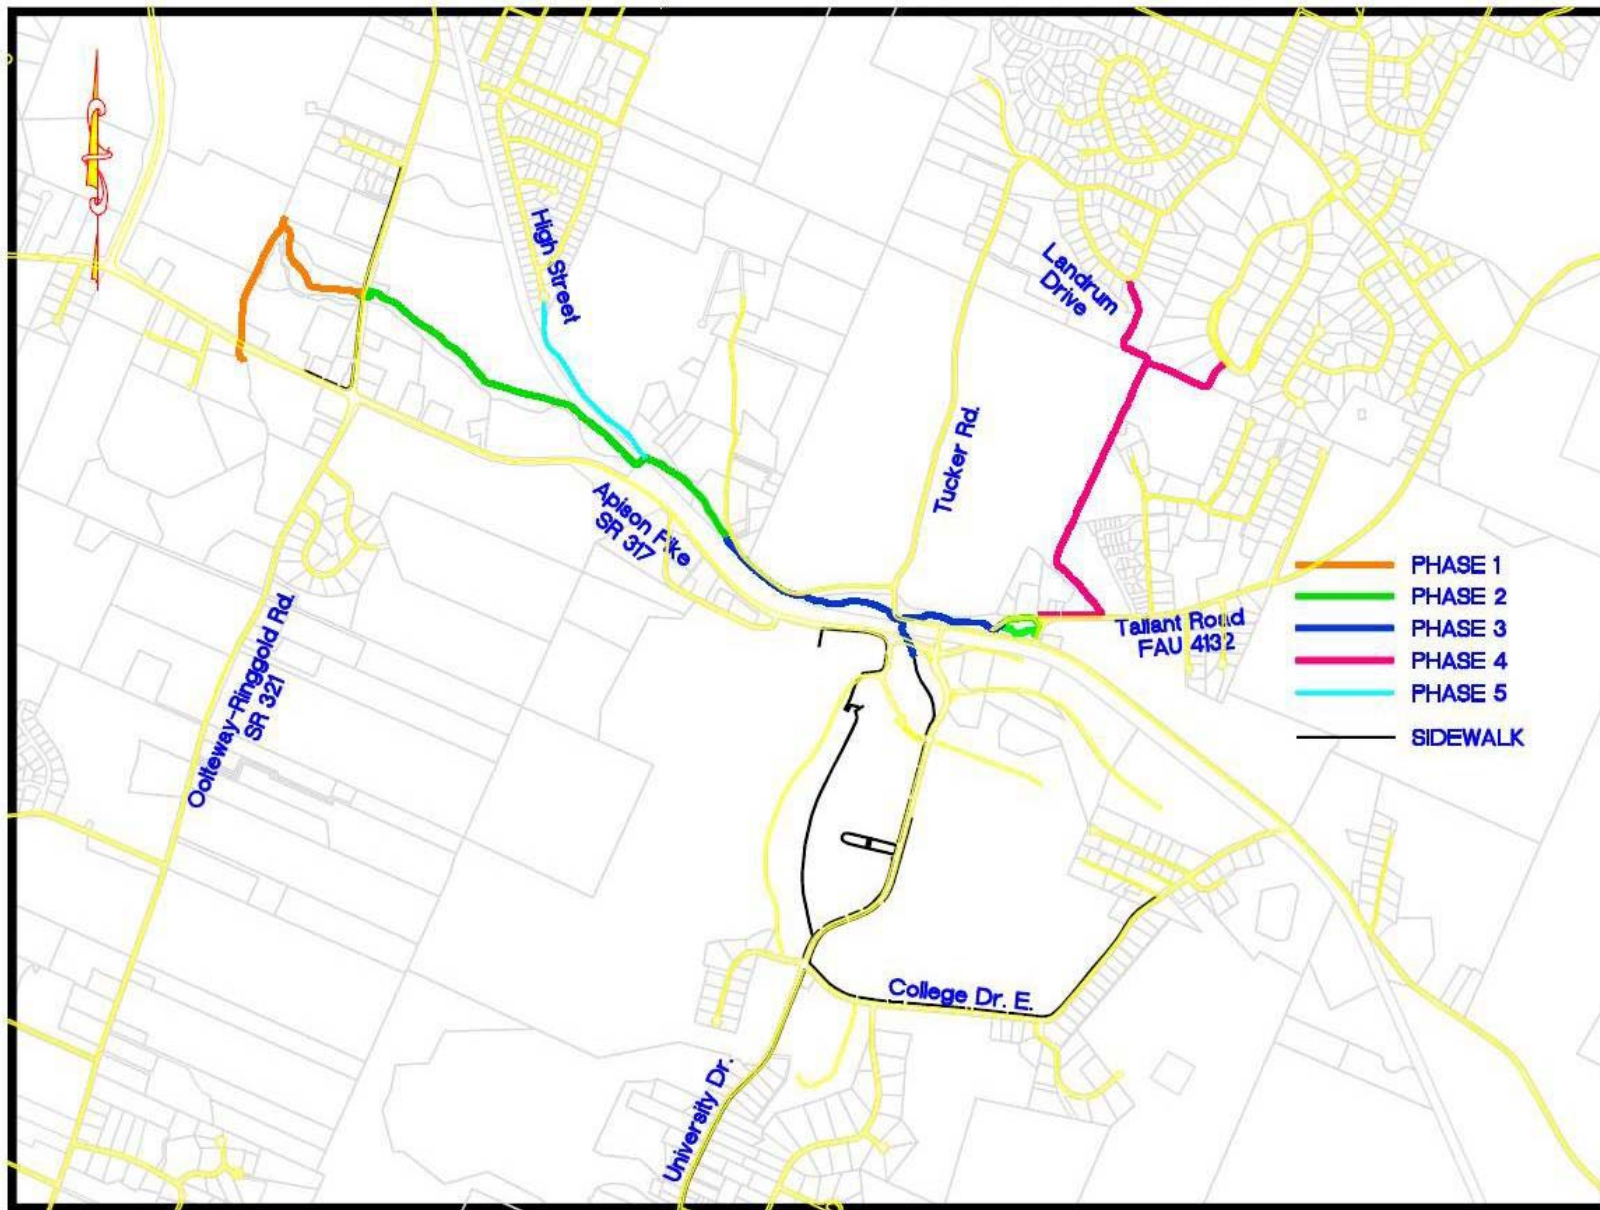 High Street
Landrum
Drive
Tucker Rd.
Apison Pike
SR 317
PHASE 1
PHASE 2
PHASE 3
PHASE 4
PHASE 5
SIDEWALK
Tallant Road
FAU 4132
Oolteway-Ringgold Rd.
SR 321
College Dr. E.
University Dr.